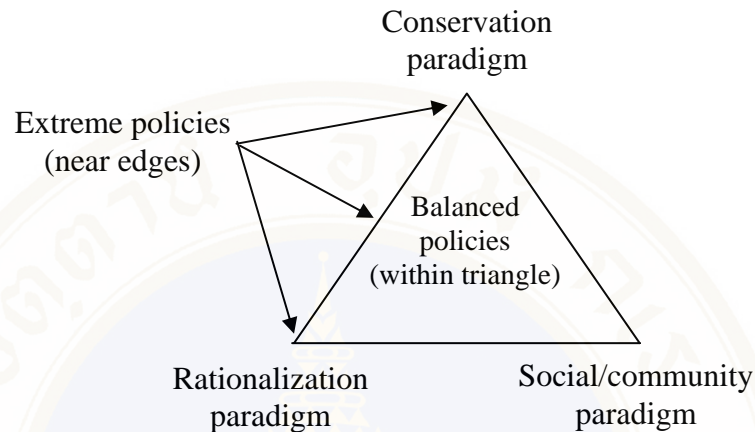 Conservation
paradigm
Extreme policies
(near edges)
Balanced
policies
(within triangle)
Rationalization
paradigm
Social/community
paradigm